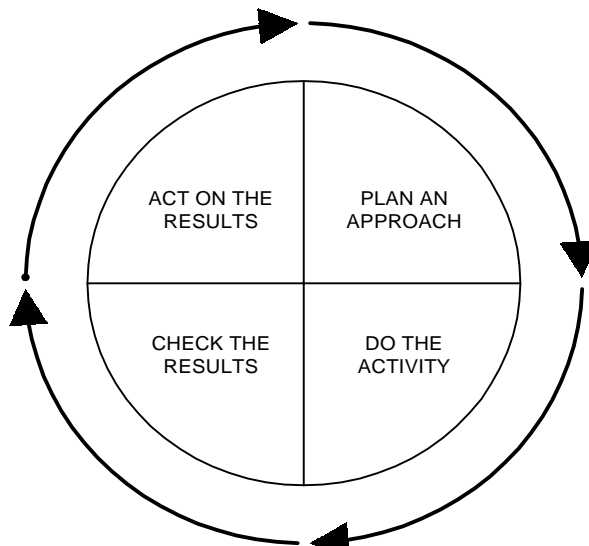 ACT ON THE
RESULTS
PLAN AN
APPROACH
CHECK THE
RESULTS
DO THE
ACTIVITY